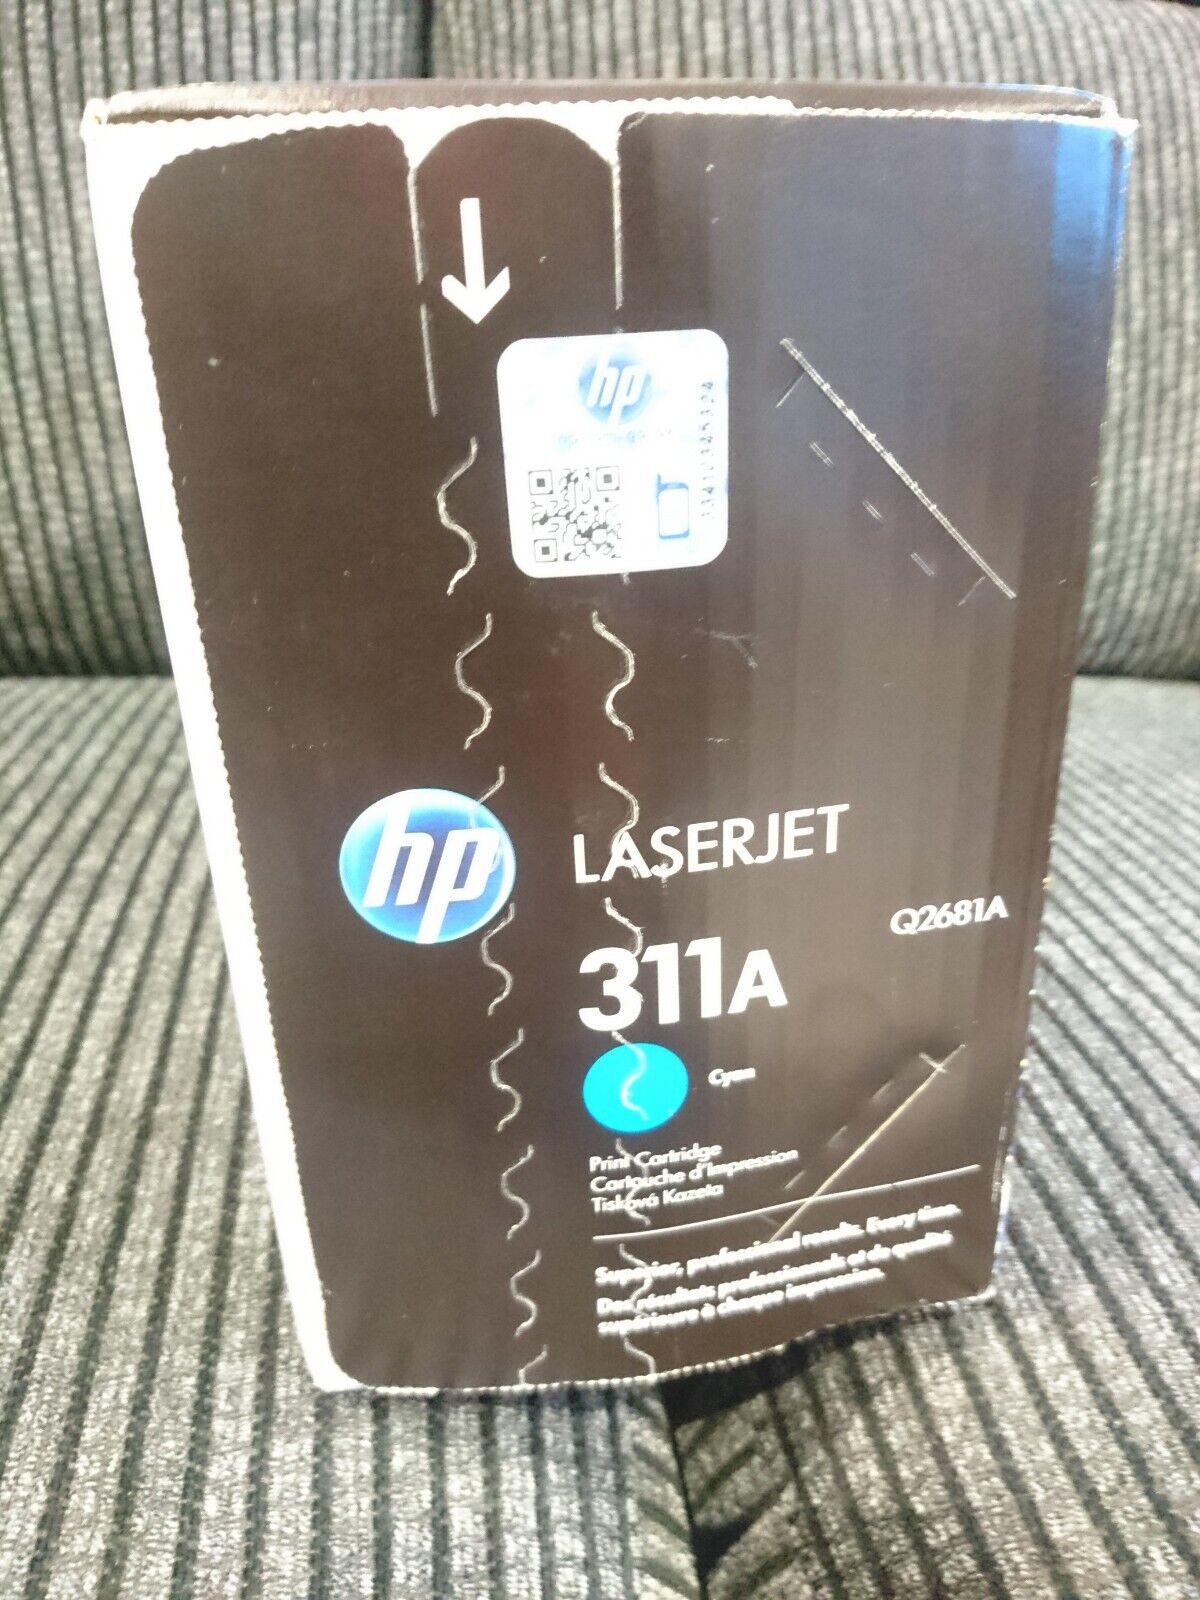 hp
hp
LASERJET
Q2681A
311A
Cyan
Print Cartridge
Cartouche d'Impression
Tisková Kazeta
Superior, professional results. Every time.
Des résultats professionnels et de qualité
supérieure à chaque impression.